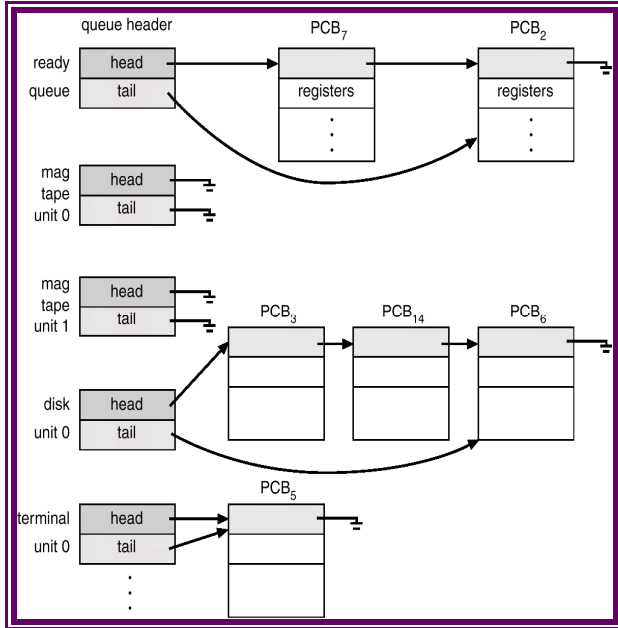 queue header
PCB7
PCB2
ready
head
queue
tail
registers
registers
mag
head
tape
unit 0
tail
mag
head
tape
unit 1
tail
PCB3
PCB14
PCB6
disk
head
unit 0
tail
PCB5
terminal
head
unit 0
tail